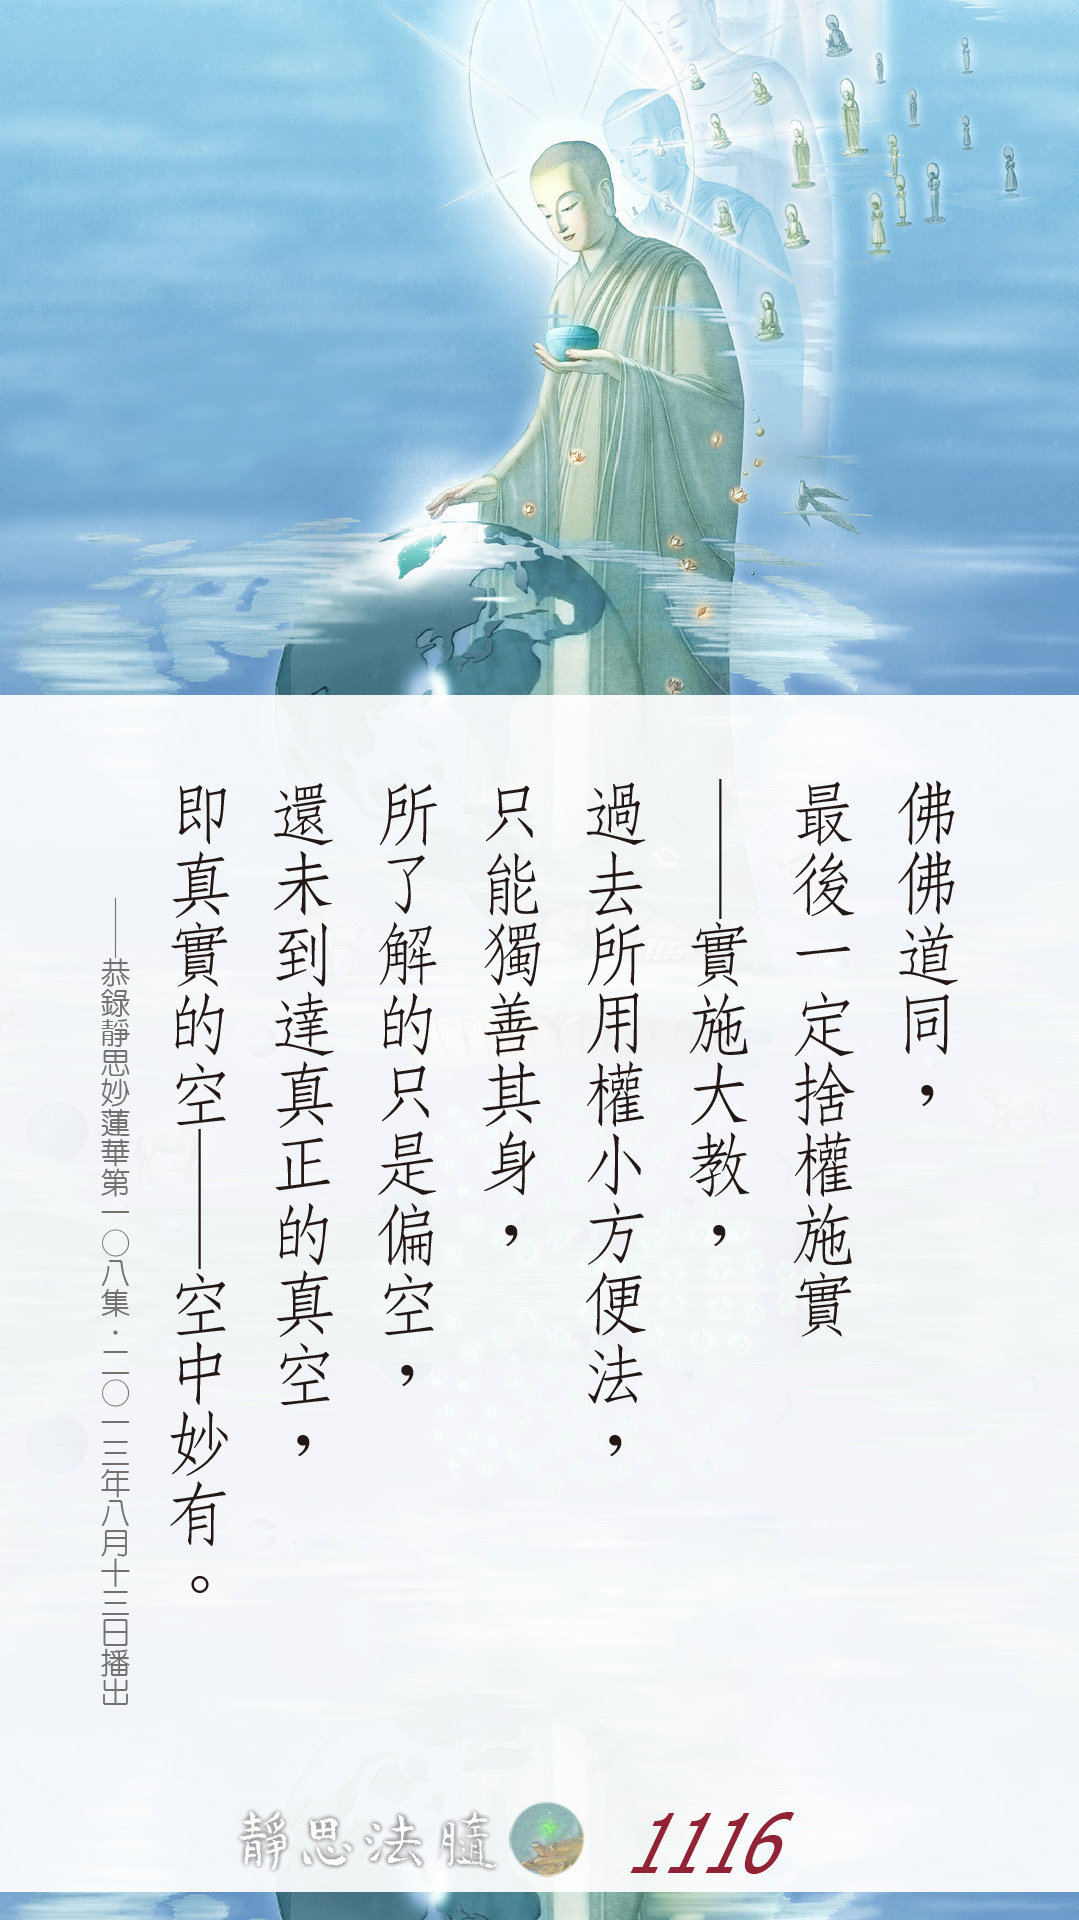 佛佛道同，
最後一定捨權施實
——實施大教，
過去所用權小方便法，
只能獨善其身，
所了解的只是偏空，
還未到達真正的真空，
即真實的空——空中妙有。
——恭錄靜思妙蓮華第一〇八集．二〇一三年八月十三日播出
靜思法髓
1116